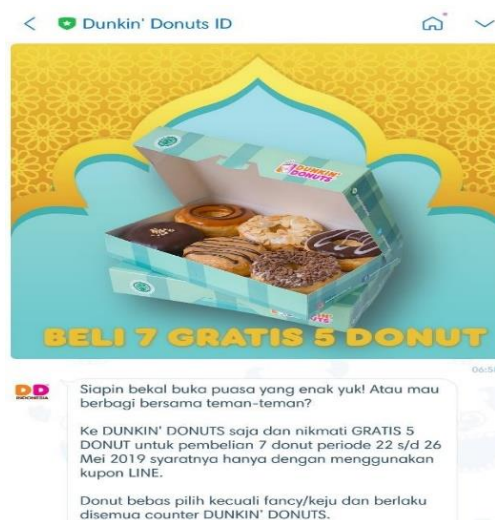 Dunkin' Donuts ID
DUNKIN'
DONUTS
BELI 7 GRATIS 5 DONUT
DD
INDONESIA
Siapin bekal buka puasa yang enak yuk! Atau mau
berbagi bersama teman-teman?
Ke DUNKIN' DONUTS saja dan nikmati GRATIS 5
DONUT untuk pembelian 7 donut periode 22 s/d 26
Mei 2019 syaratnya hanya dengan menggunakan
kupon LINE.
Donut bebas pilih kecuali fancy/keju dan berlaku
disemua counter DUNKIN' DONUTS.